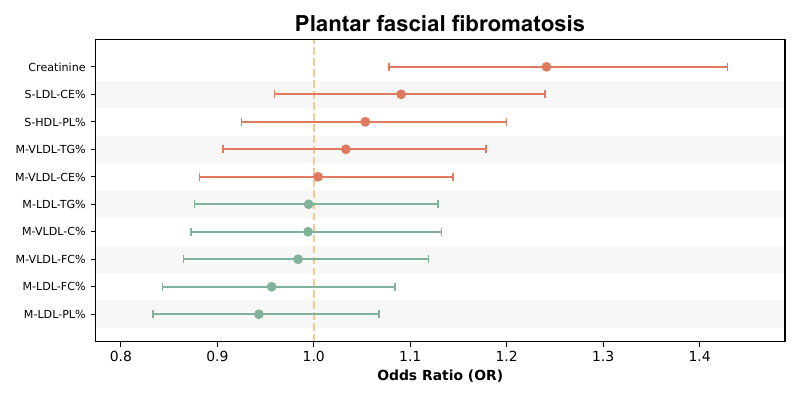 Plantar fascial fibromatosis
Creatinine
S-LDL-CE%
S-HDL-PL%
M-VLDL-TG%
M-VLDL-CE%
M-LDL-TG%
M-VLDL-C%
M-VLDL-FC%
M-LDL-FC%
M-LDL-PL%
0.8 0.9 1.0 1.1 1.2 1.3 1.4
Odds Ratio (OR)